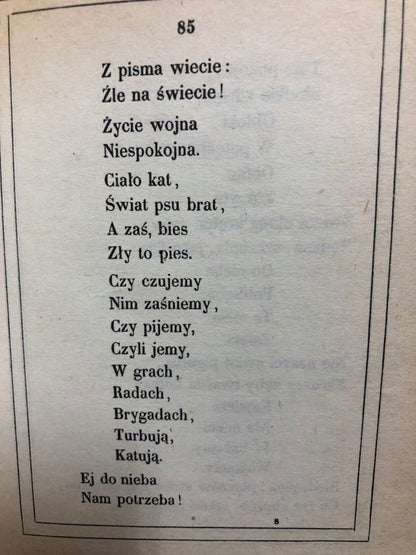 85
Z pisma wiecie:
Źle na świecie!
Życie wojna
Niespokojna.
Ciało kat,
Świat psu brat,
A zaś, bies
Zły to pies.
Czy czujemy
Nim zaśniemy,
Czy pijemy,
Czyli jemy,
W grach,
Radach,
Brygadach,
Turbują,
Katują.
Ej do nieba
Nam potrzeba!
8